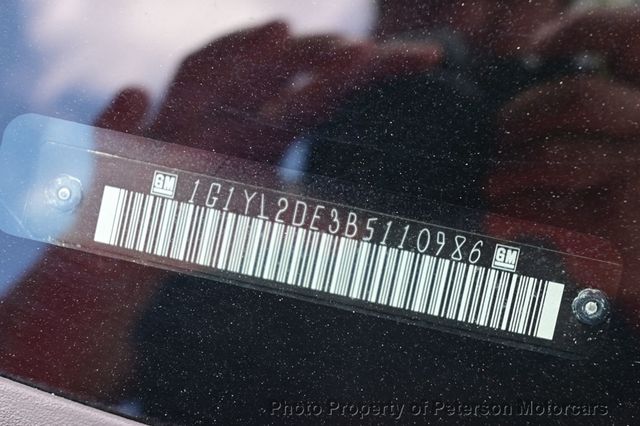 GM 1G1YL2DE3B5110986 GM
Photo Property of Peterson Motorcars